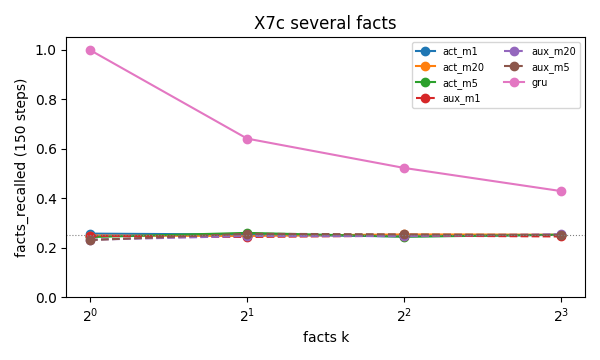 X7c several facts
facts_recalled (150 steps)
1.0
0.8
0.6
0.4
0.2
0.0
act_m1
act_m20
act_m5
aux_m1
aux_m20
aux_m5
gru
2^0
2^1
2^2
2^3
facts k